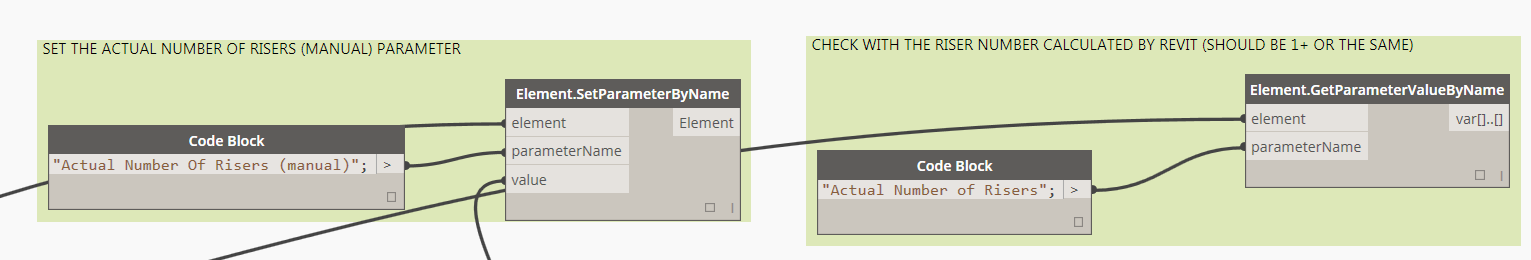 SET THE ACTUAL NUMBER OF RISERS (MANUAL) PARAMETER
Element.SetParameterByName
element
Element
parameterName
value
Code Block
"Actual Number Of Risers (manual)"; >
CHECK WITH THE RISER NUMBER CALCULATED BY REVIT (SHOULD BE 1+ OR THE SAME)
Element.GetParameterValueByName
element
var[]..[]
parameterName
Code Block
"Actual Number of Risers"; >